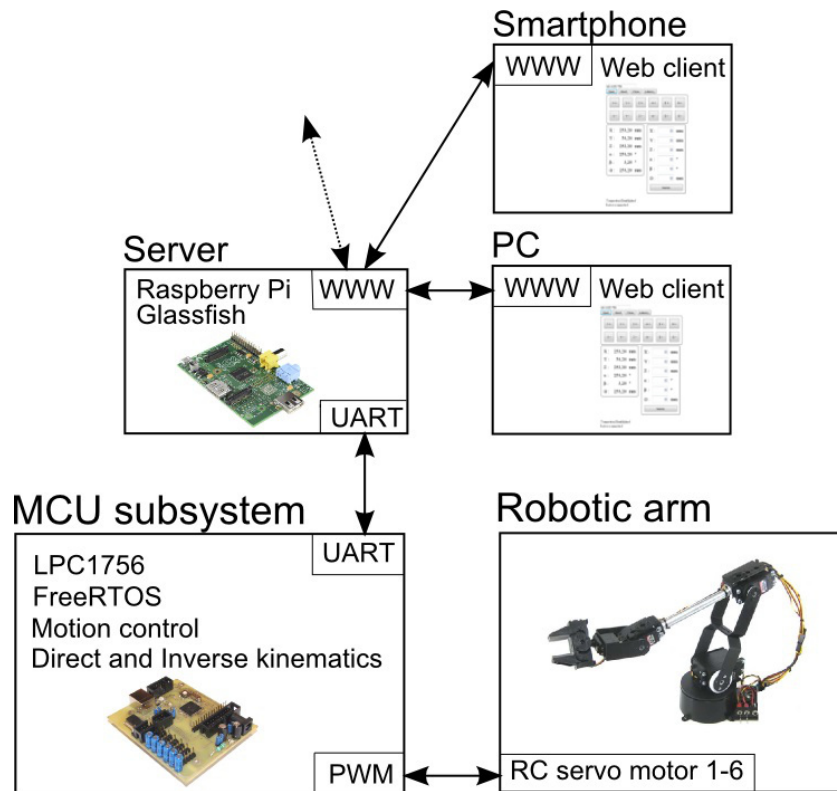 Smartphone
WWW
Web client
Server
Raspberry Pi
Glassfish
WWW
UART
PC
WWW
Web client
MCU subsystem
UART
LPC1756
FreeRTOS
Motion control
Direct and Inverse kinematics
PWM
Robotic arm
RC servo motor 1-6